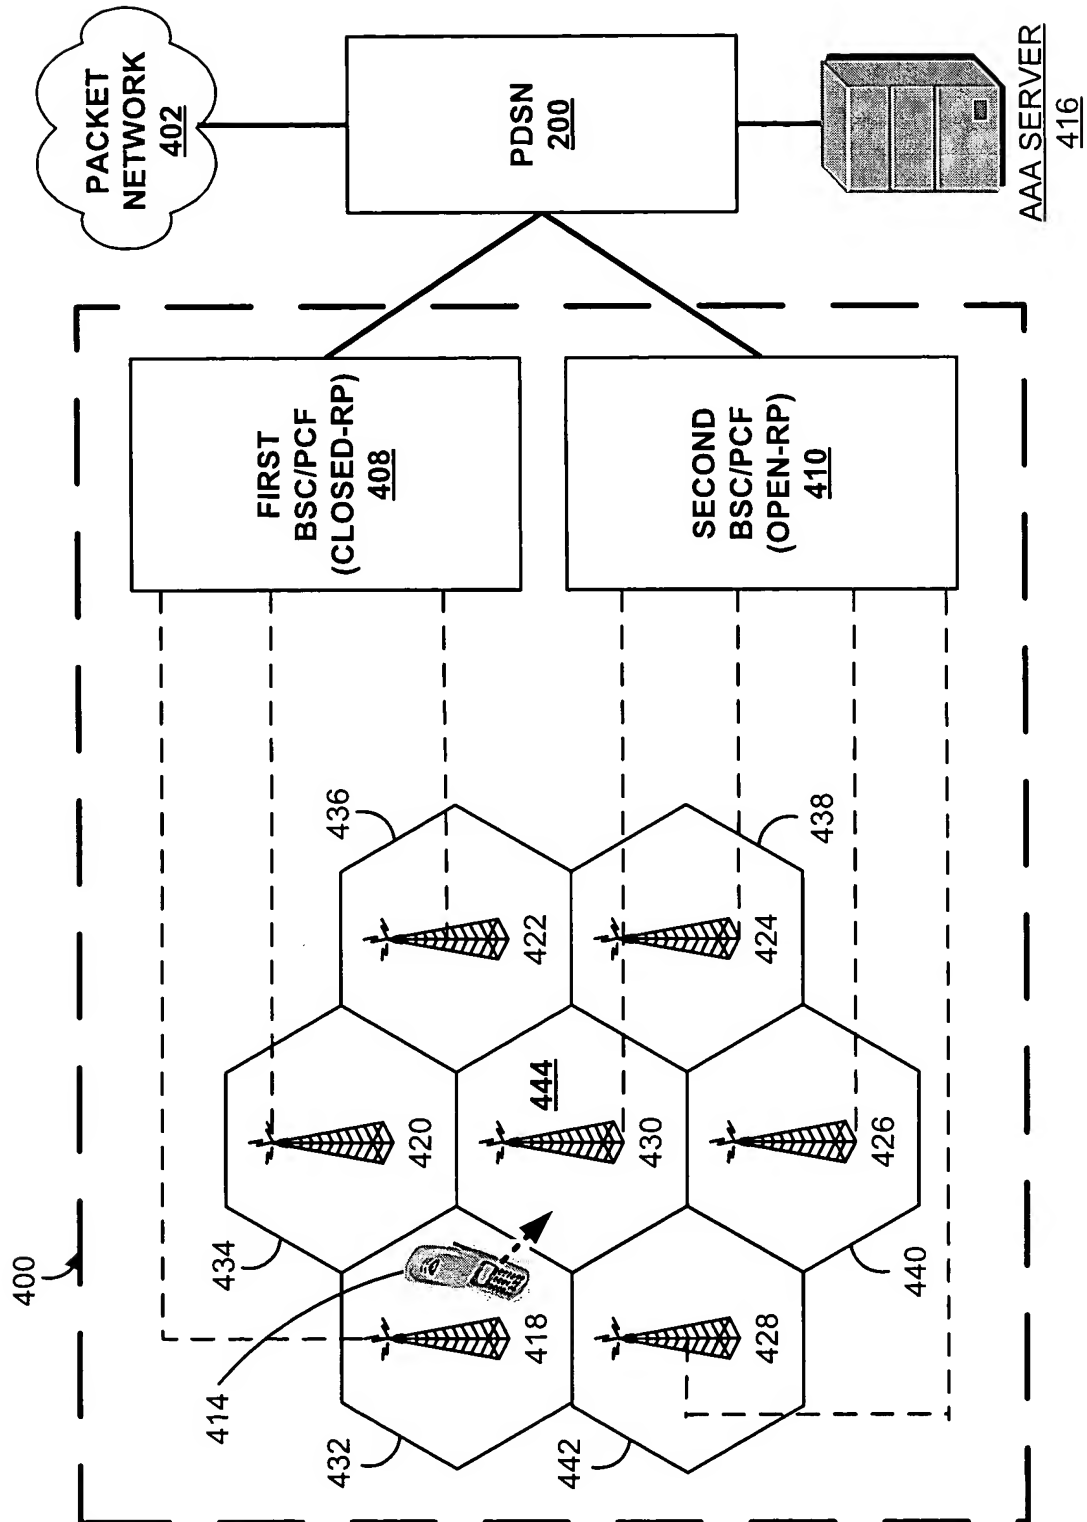 400
PACKET
NETWORK
402
PDSN
200
AAA SERVER
416
FIRST
BSC/PCF
(CLOSED-RP)
408
SECOND
BSC/PCF
(OPEN-RP)
410
414
432
418
434
420
436
422
444
430
442
428
440
426
438
424